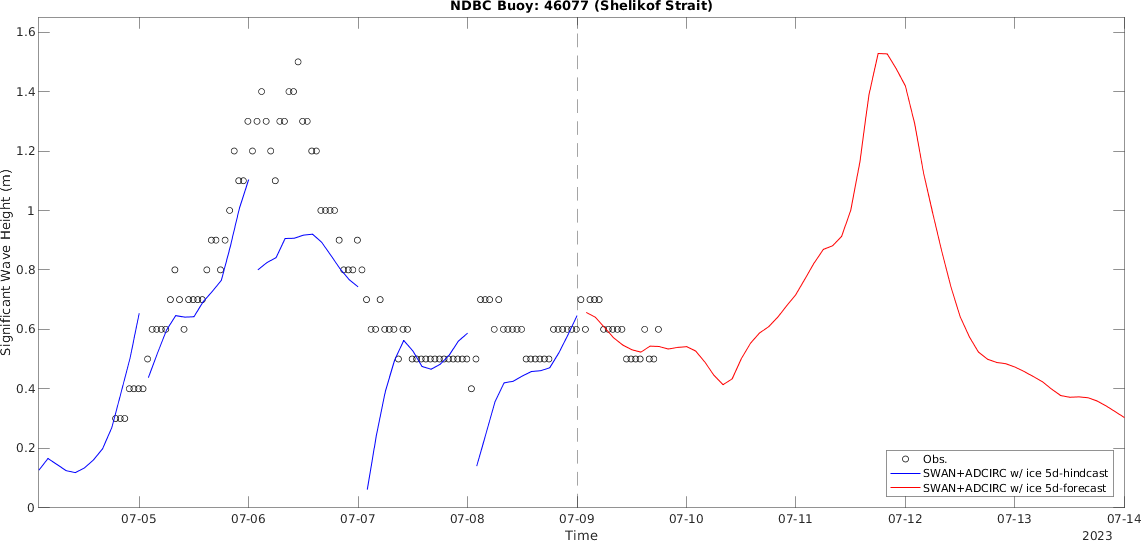 NDBC Buoy: 46077 (Shelikof Strait)
1.6
1.4
1.2
1
0.8
0.6
0.4
0.2
0
Significant Wave Height (m)
Obs.
SWAN+ADCIRC w/ ice 5d-hindcast
SWAN+ADCIRC w/ ice 5d-forecast
07-05 07-06 07-07 07-08 07-09 07-10 07-11 07-12 07-13 07-14
Time
2023